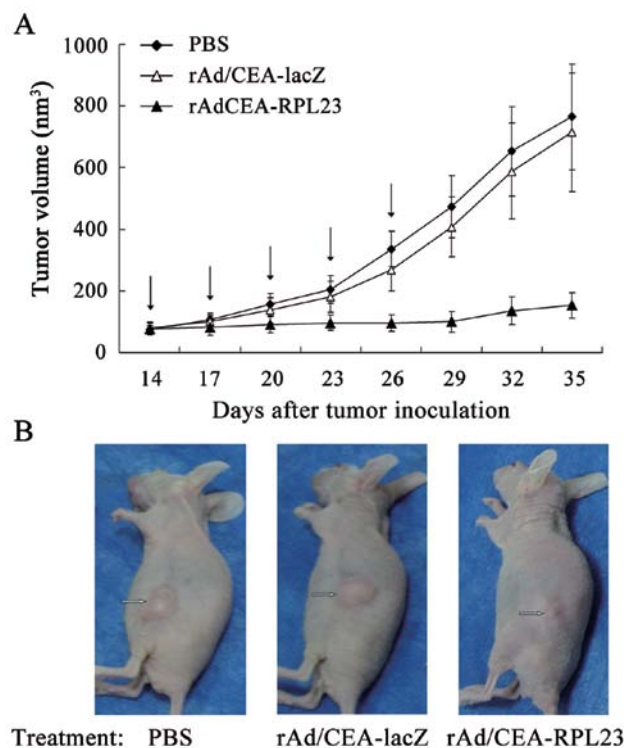 A
1000
800
600
400
200
0
Tumor volume (nm³)
PBS
rAd/CEA-lacZ
rAdCEA-RPL23
14 17 20 23 26 29 32 35
Days after tumor inoculation
B
Treatment: PBS rAd/CEA-lacZ rAd/CEA-RPL23